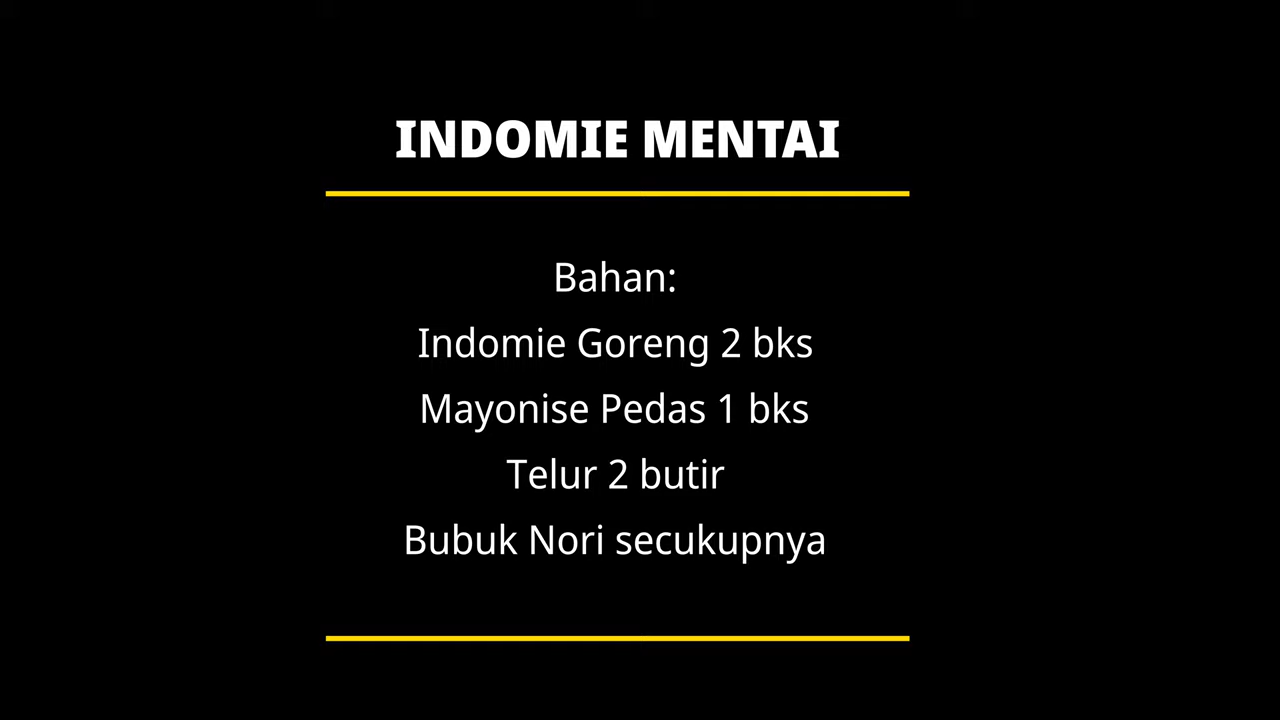 INDOMIE MENTAI
Bahan:
Indomie Goreng 2 bks
Mayonise Pedas 1 bks
Telur 2 butir
Bubuk Nori secukupnya